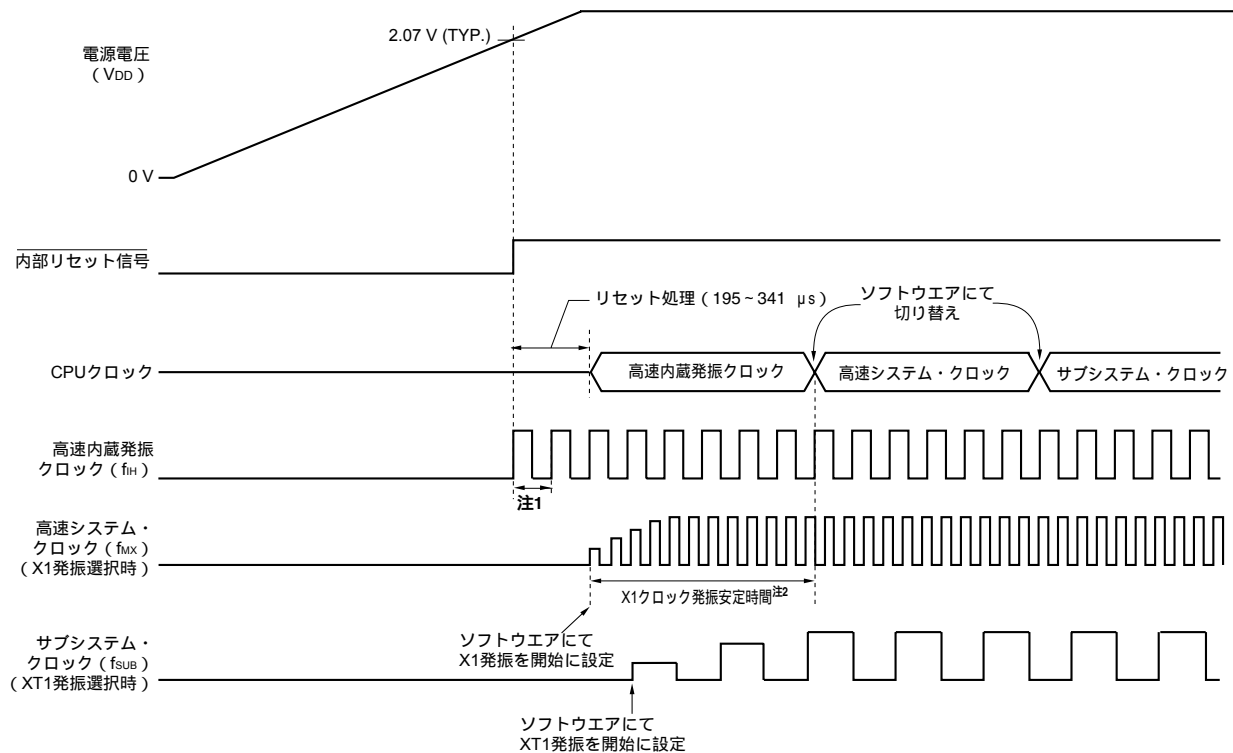 2.07 V (TYP.)
電源電圧
（VDD）
0 V
内部リセット信号
リセット処理（195～341 μs）
ソフトウエアにて
切り替え
CPUクロック
高速内蔵発振クロック
高速システム・クロック
サブシステム・クロック
高速内蔵発振
クロック（fIH）
注1
高速システム・
クロック（fMX）
（X1発振選択時）
X1クロック発振安定時間注2
ソフトウエアにて
X1発振を開始に設定
サブシステム・
クロック（fSUB）
（XT1発振選択時）
ソフトウエアにて
XT1発振を開始に設定